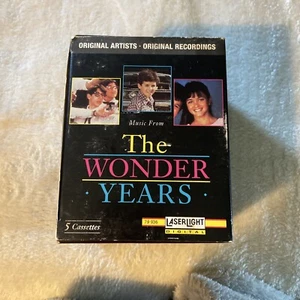 ORIGINAL ARTISTS · ORIGINAL RECORDINGS
Music From
The
WONDER
· YEARS ·
5 Cassettes
LASERLIGHT
DIGITAL